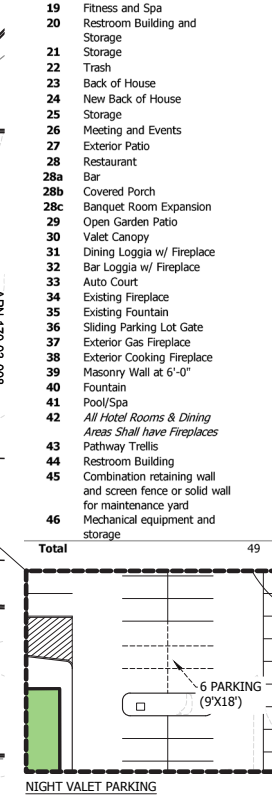 19 Fitness and Spa
20 Restroom Building and
Storage
21 Storage
22 Trash
23 Back of House
24 New Back of House
25 Storage
26 Meeting and Events
27 Exterior Patio
28 Restaurant
28a Bar
28b Covered Porch
28c Banquet Room Expansion
29 Open Garden Patio
30 Valet Canopy
31 Dining Loggia w/ Fireplace
32 Bar Loggia w/ Fireplace
33 Auto Court
34 Existing Fireplace
35 Existing Fountain
36 Sliding Parking Lot Gate
37 Exterior Gas Fireplace
38 Exterior Cooking Fireplace
39 Masonry Wall at 6'-0"
40 Fountain
41 Pool/Spa
42 All Hotel Rooms & Dining
Areas Shall have Fireplaces
43 Pathway Trellis
44 Restroom Building
45 Combination retaining wall
and screen fence or solid wall
for maintenance yard
46 Mechanical equipment and
storage
Total 49
6 PARKING
(9'X18')
NIGHT VALET PARKING